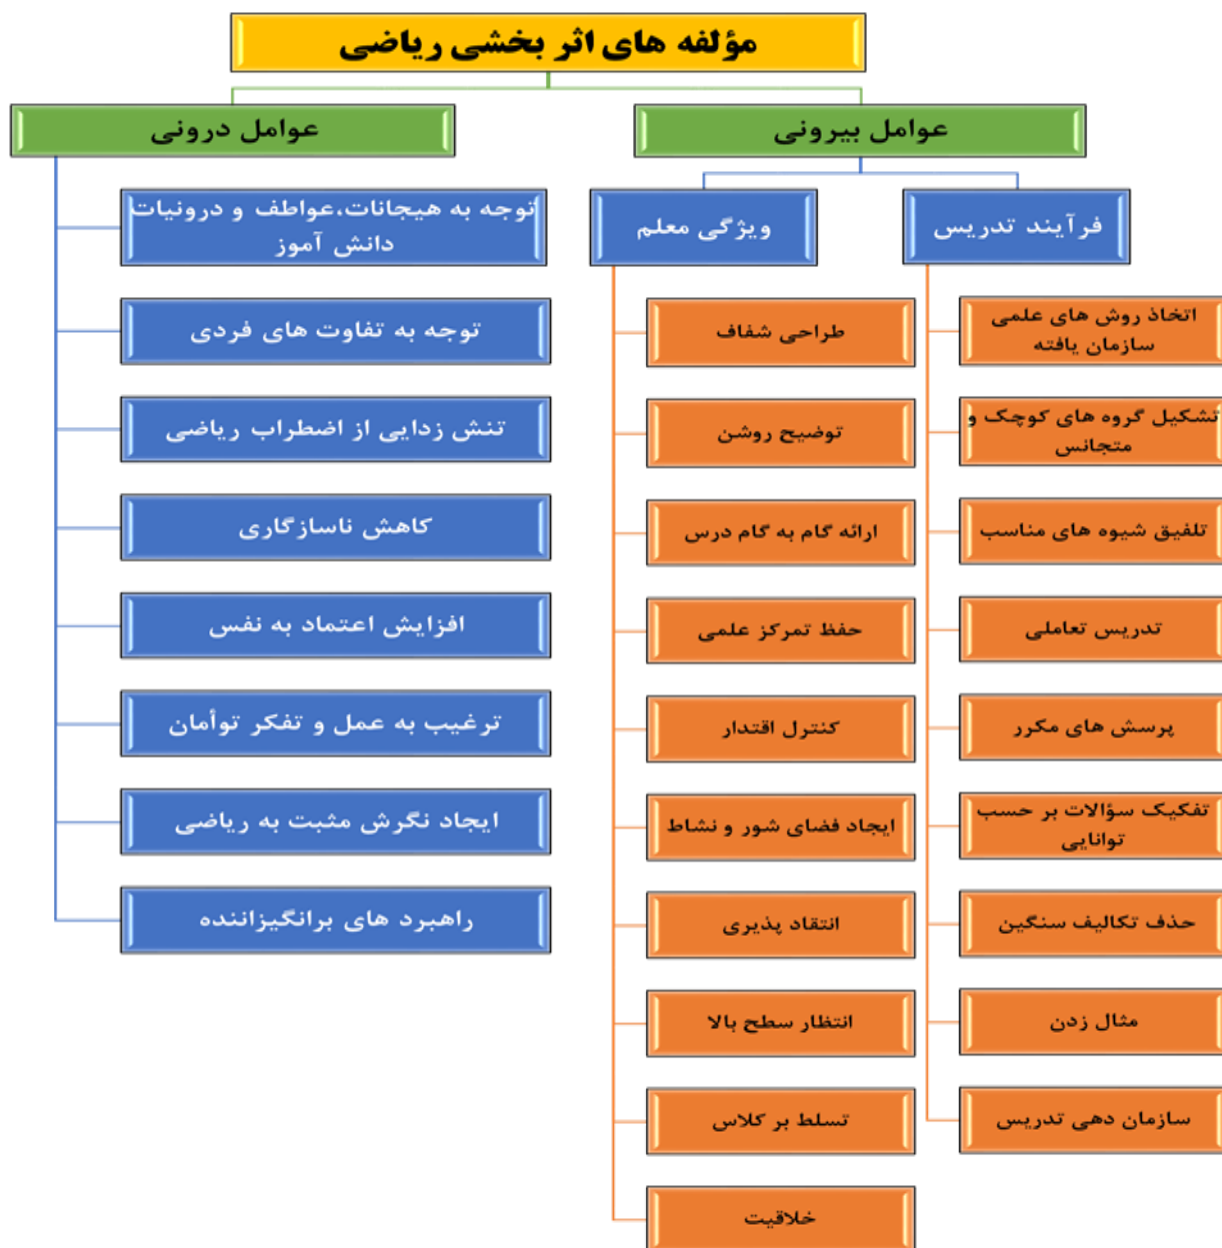 مؤلفه های اثر بخشی ریاضی
عوامل بیرونی
فرآیند تدریس
اتخاذ روش های علمی
سازمان یافته
تشکیل گروه های کوچک و
متجانس
تلفیق شیوه های مناسب
تدریس تعاملی
پرسش های مکرر
تفکیک سؤالات بر حسب
توانایی
حذف تکالیف سنگین
مثال زدن
سازمان دهی تدریس
ویژگی معلم
طراحی شفاف
توضیح روشن
ارائه گام به گام درس
حفظ تمرکز علمی
کنترل اقتدار
ایجاد فضای شور و نشاط
انتقاد پذیری
انتظار سطح بالا
تسلط بر کلاس
خلاقیت
عوامل درونی
توجه به هیجانات،عواطف و درونیات
دانش آموز
توجه به تفاوت های فردی
تنش زدایی از اضطراب ریاضی
کاهش ناسازگاری
افزایش اعتماد به نفس
ترغیب به عمل و تفکر توأمان
ایجاد نگرش مثبت به ریاضی
راهبرد های برانگیزاننده